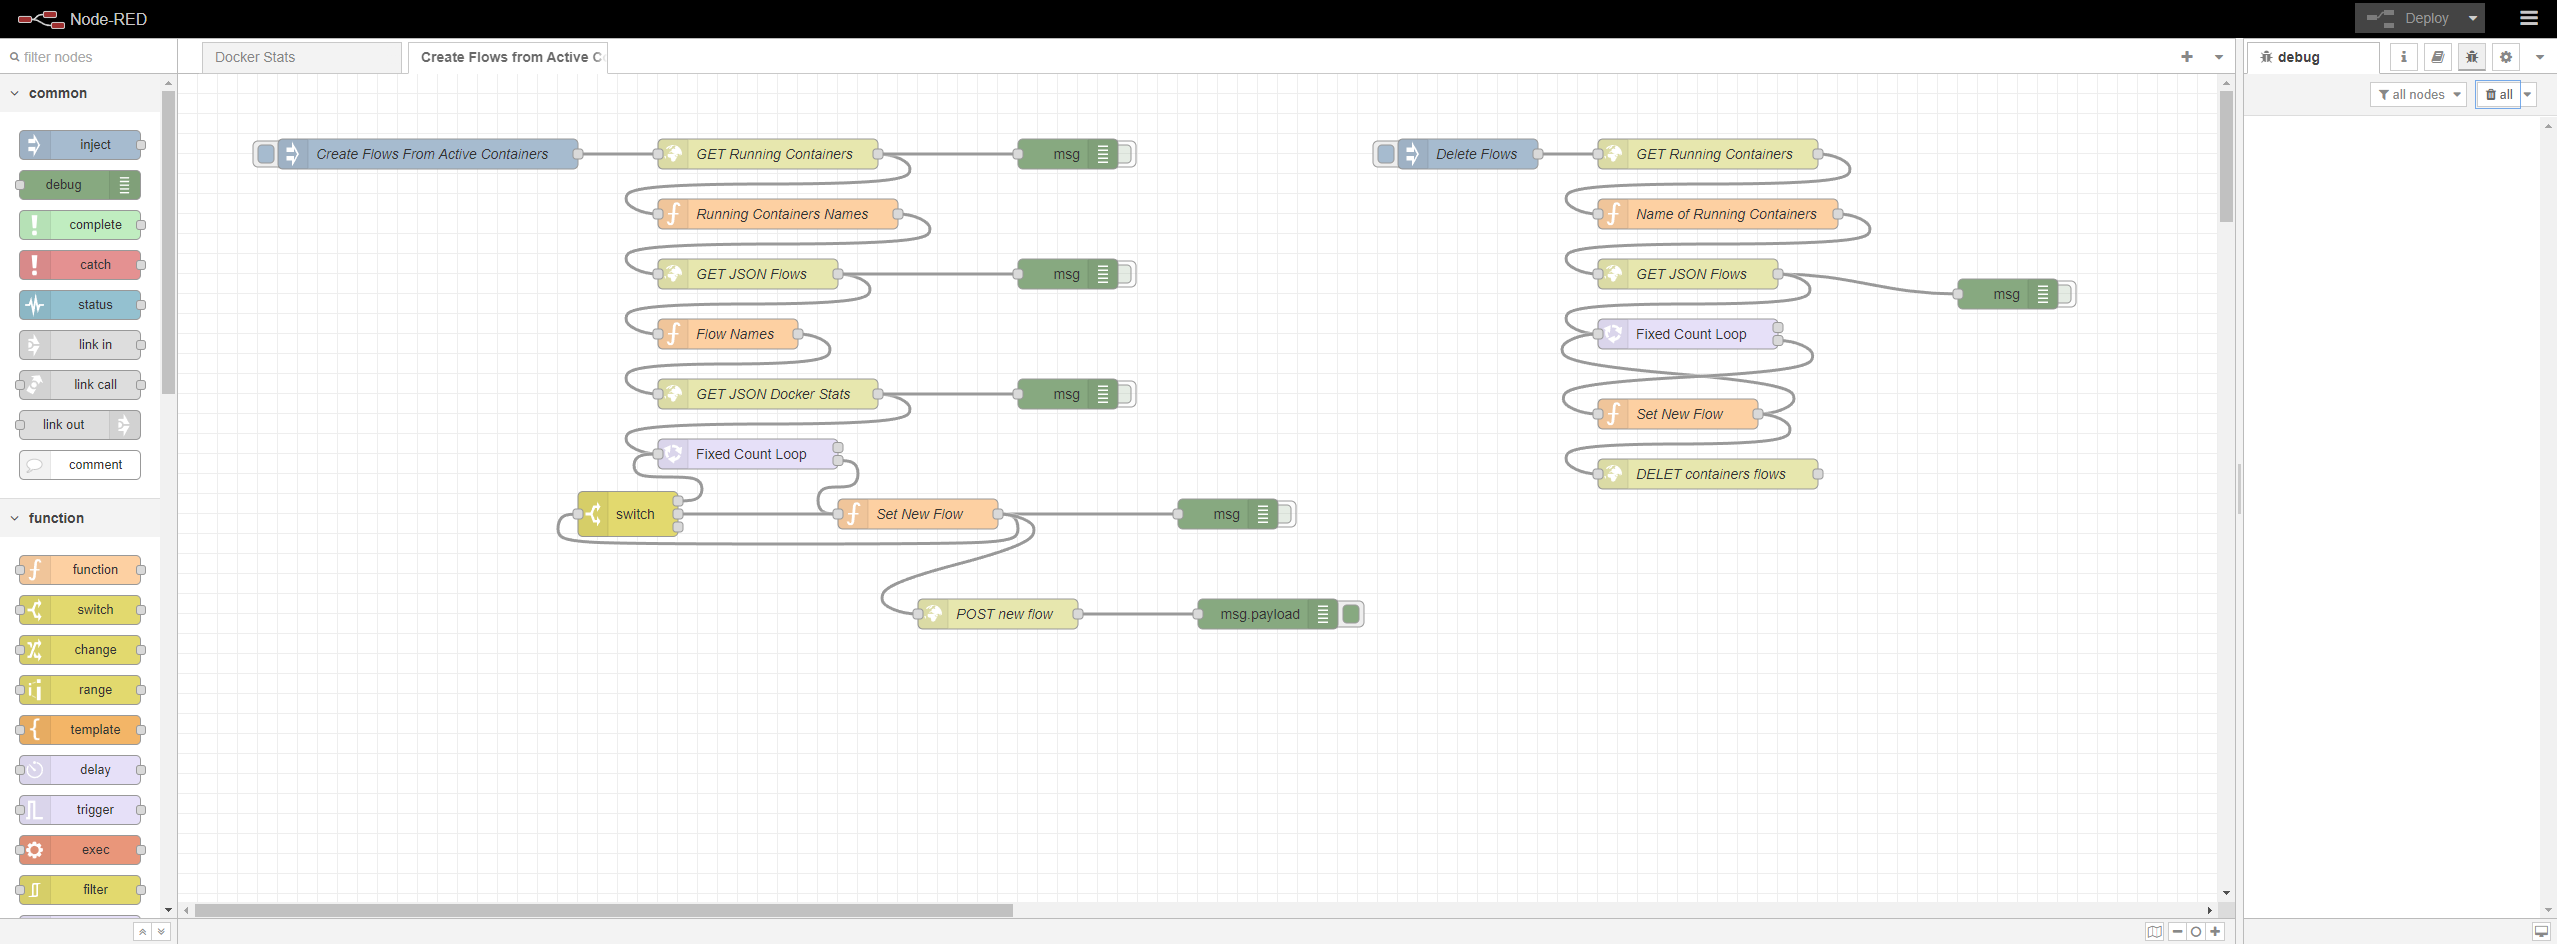 Node-RED
Deploy
filter nodes
Docker Stats
Create Flows from Active C
debug
all nodes
all
common
inject
debug
complete
catch
status
link in
link call
link out
comment
function
function
switch
change
range
template
delay
trigger
exec
filter
Create Flows From Active Containers
GET Running Containers
msg
Running Containers Names
GET JSON Flows
msg
Flow Names
GET JSON Docker Stats
msg
Fixed Count Loop
switch
Set New Flow
msg
POST new flow
msg.payload
Delete Flows
GET Running Containers
Name of Running Containers
GET JSON Flows
msg
Fixed Count Loop
Set New Flow
DELET containers flows